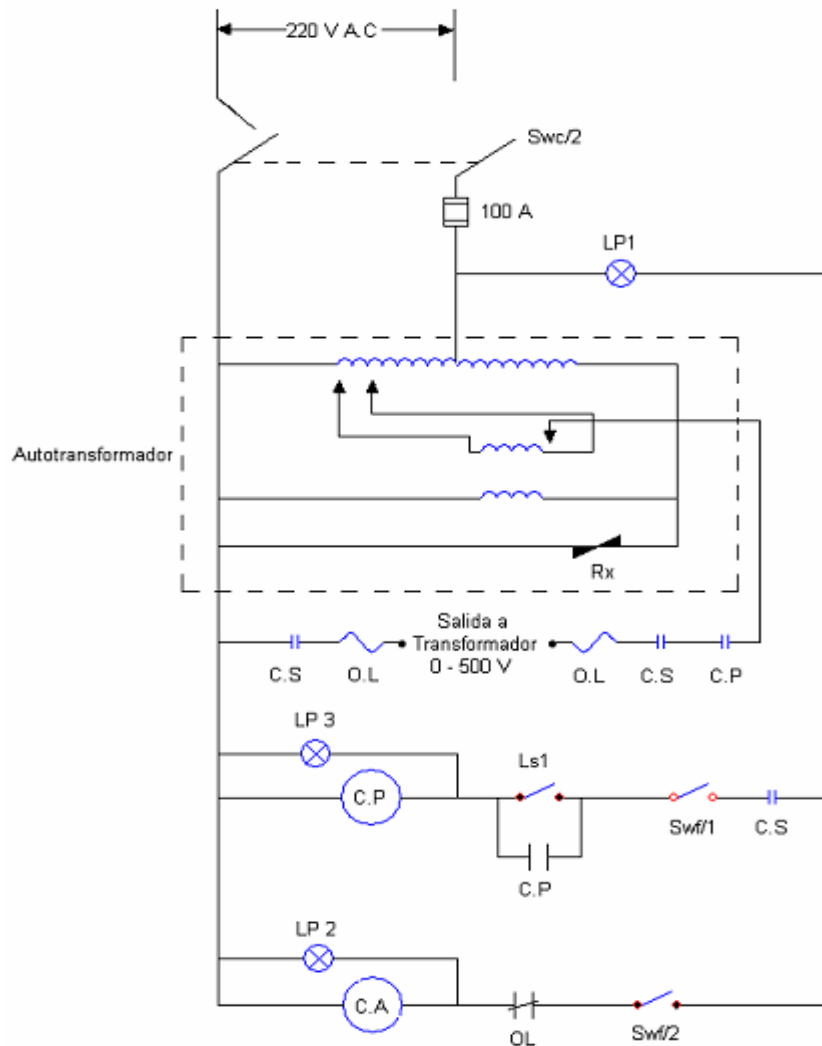 220 V A.C
Swc/2
100 A
LP1
Autotransformador
Rx
Salida a
Transformador
0 - 500 V
C.S
O.L
O.L
C.S
C.P
LP 3
C.P
Ls1
C.P
Swf/1
C.S
LP 2
C.A
OL
Swf/2